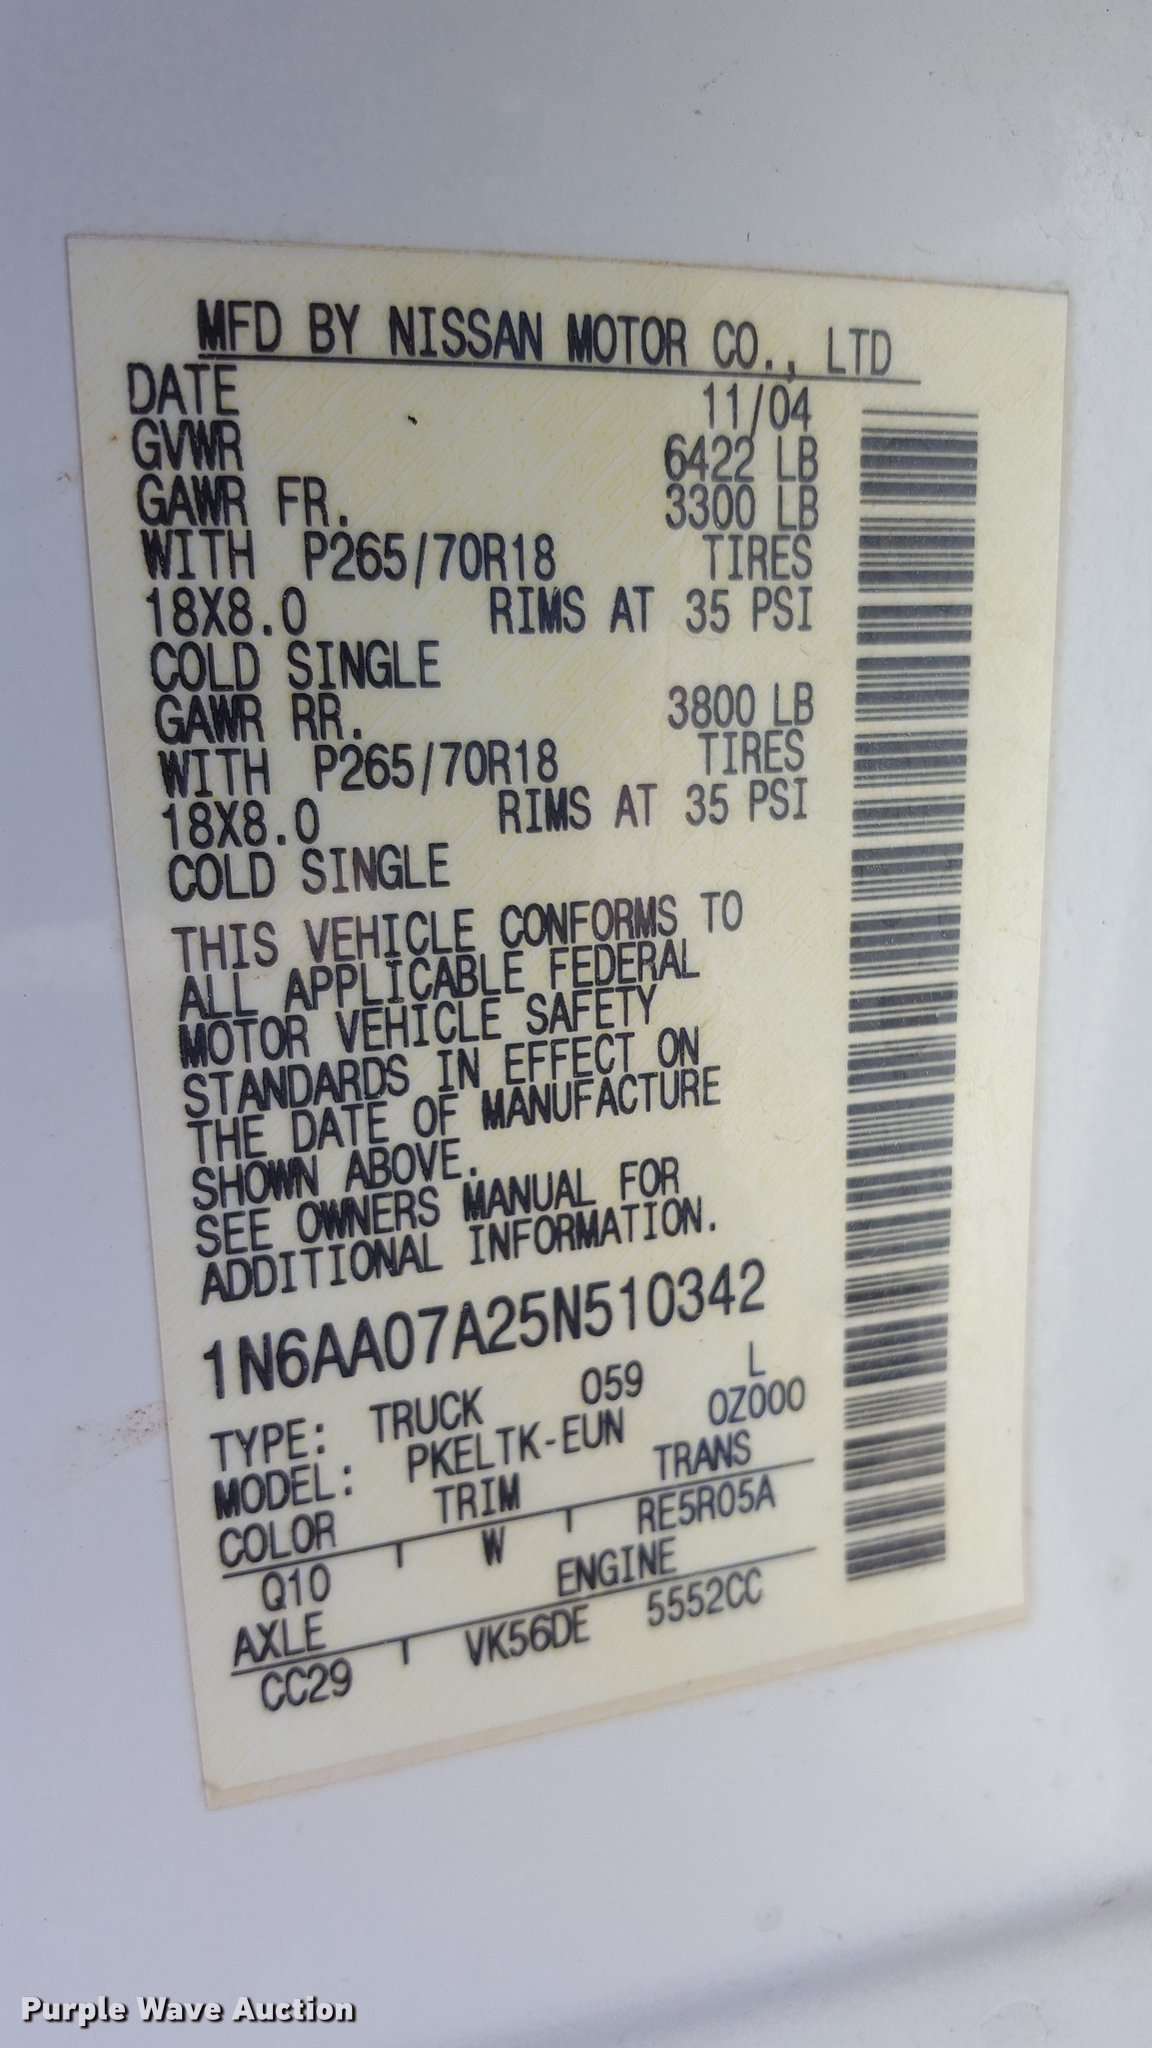 MFD BY NISSAN MOTOR CO., LTD
DATE 11/04
GVWR 6422 LB
GAWR FR. 3300 LB
WITH P265/70R18 TIRES
18X8.0 RIMS AT 35 PSI
COLD SINGLE
GAWR RR. 3800 LB
WITH P265/70R18 TIRES
18X8.0 RIMS AT 35 PSI
COLD SINGLE
THIS VEHICLE CONFORMS TO
ALL APPLICABLE FEDERAL
MOTOR VEHICLE SAFETY
STANDARDS IN EFFECT ON
THE DATE OF MANUFACTURE
SHOWN ABOVE.
SEE OWNERS MANUAL FOR
ADDITIONAL INFORMATION.
1N6AA07A25N510342
TYPE: TRUCK 059 L
MODEL: PKELTK-EUN 0Z000
COLOR TRIM TRANS
Q10 W RE5R05A
AXLE ENGINE
CC29 VK56DE 5552CC
Purple Wave Auction